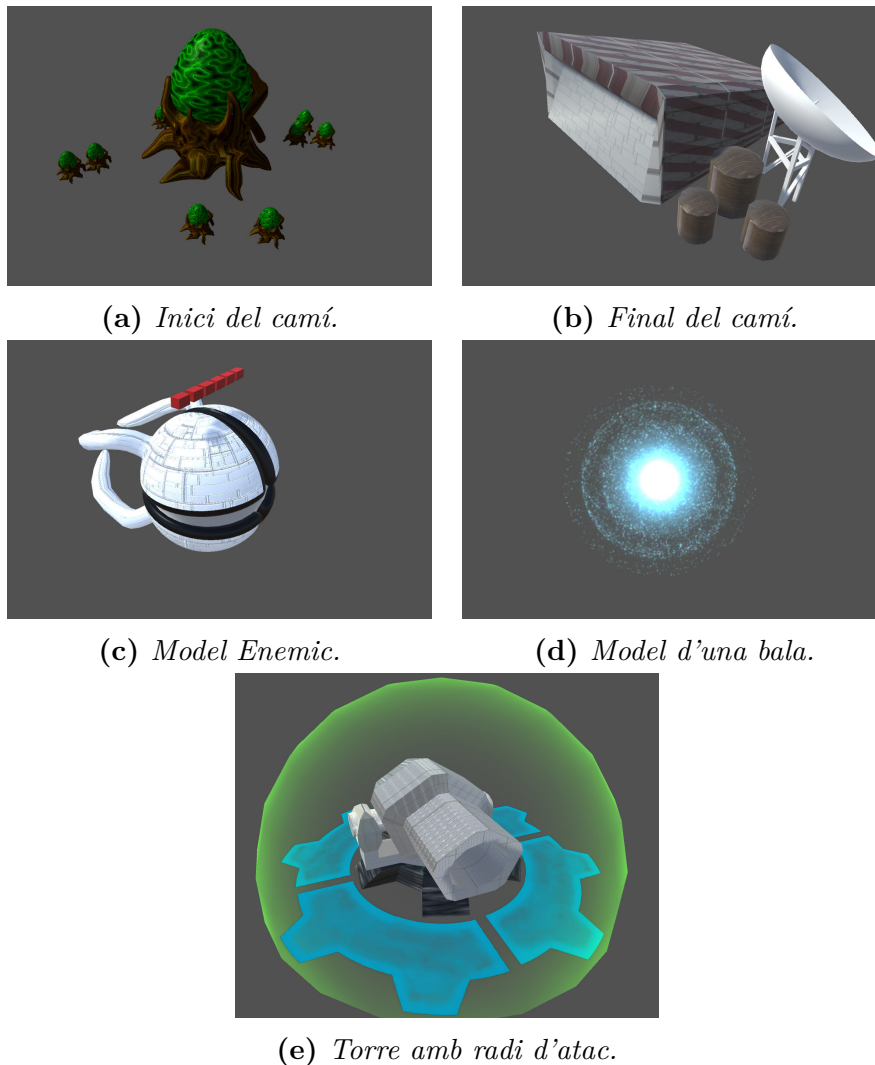 (a) Inici del camí.
(b) Final del camí.
(c) Model Enemic.
(d) Model d'una bala.
(e) Torre amb radi d'atac.